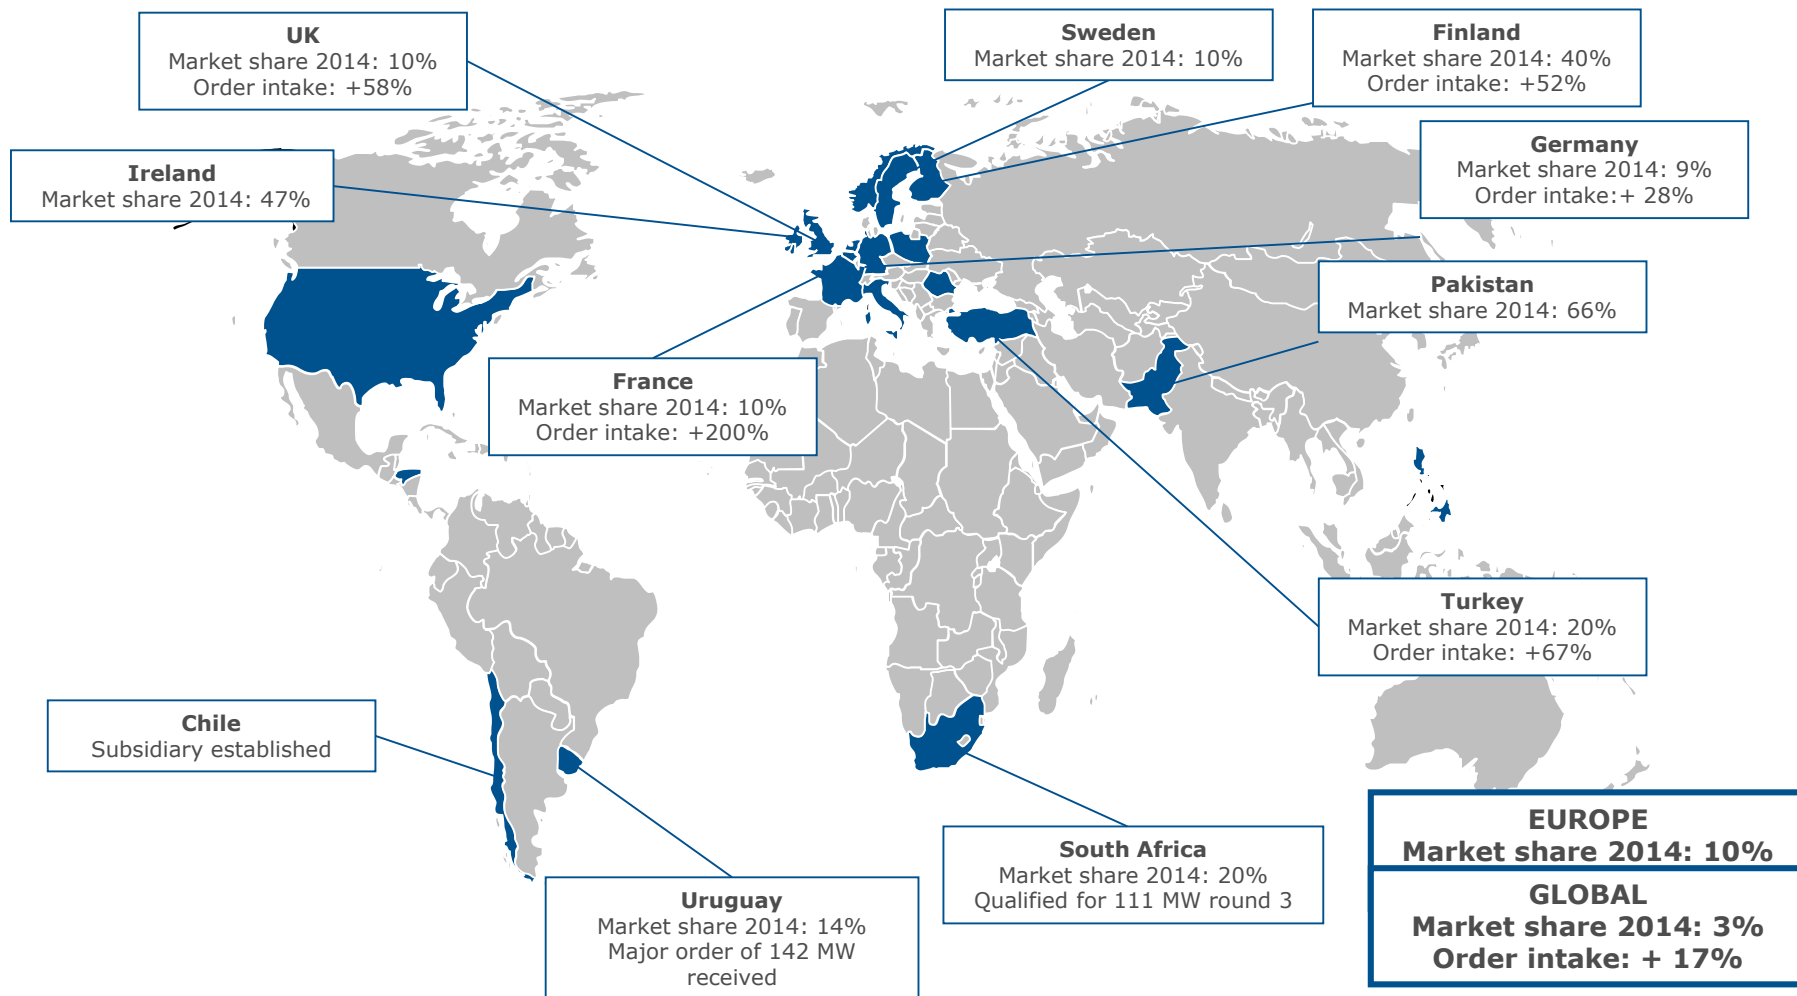 UK
Market share 2014: 10%
Order intake: +58%
Sweden
Market share 2014: 10%
Finland
Market share 2014: 40%
Order intake: +52%
Germany
Market share 2014: 9%
Order intake:+ 28%
Ireland
Market share 2014: 47%
Pakistan
Market share 2014: 66%
France
Market share 2014: 10%
Order intake: +200%
Turkey
Market share 2014: 20%
Order intake: +67%
Chile
Subsidiary established
South Africa
Market share 2014: 20%
Qualified for 111 MW round 3
Uruguay
Market share 2014: 14%
Major order of 142 MW
received
EUROPE
Market share 2014: 10%
GLOBAL
Market share 2014: 3%
Order intake: + 17%